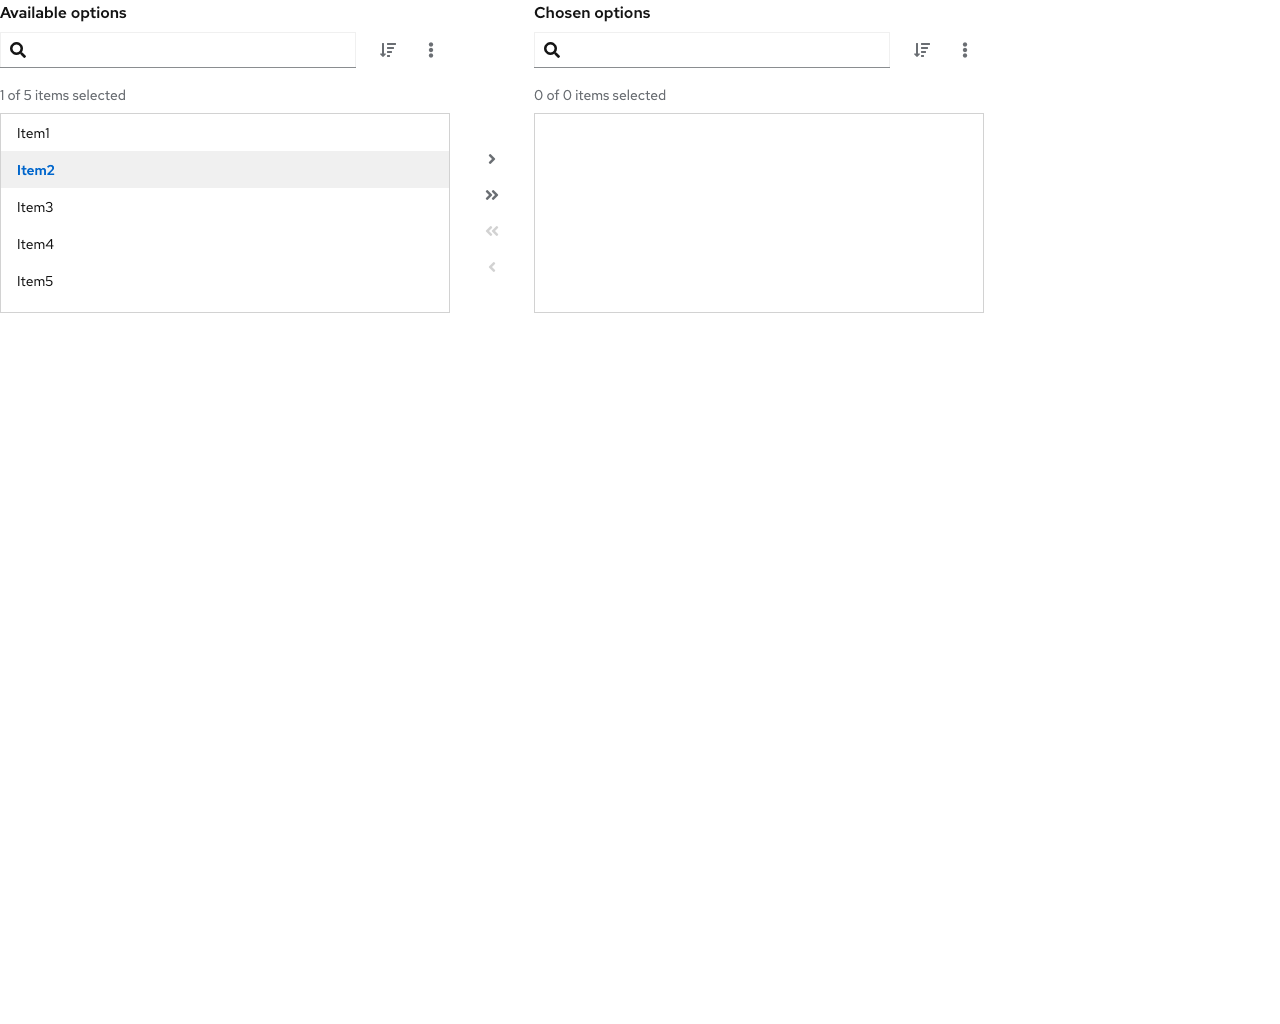 Available options
1 of 5 items selected
Item1
Item2
Item3
Item4
Item5
Chosen options
0 of 0 items selected